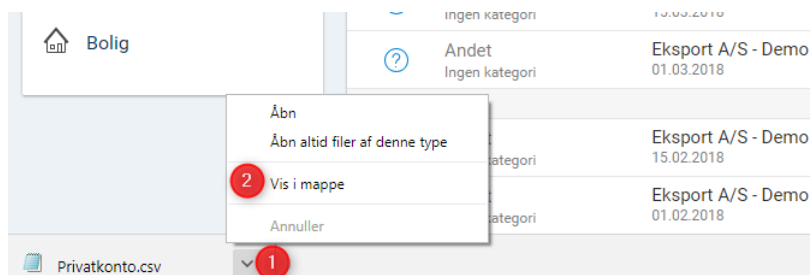 Ingen kategori
15.03.2018
Bolig
Andet
Eksport A/S - Demo
Ingen kategori
01.03.2018
Åbn
Åbn altid filer af denne type
Eksport A/S - Demo
ategori
15.02.2018
2
Vis i mappe
Eksport A/S - Demo
ategori
01.02.2018
Annuller
Privatkonto.csv
1